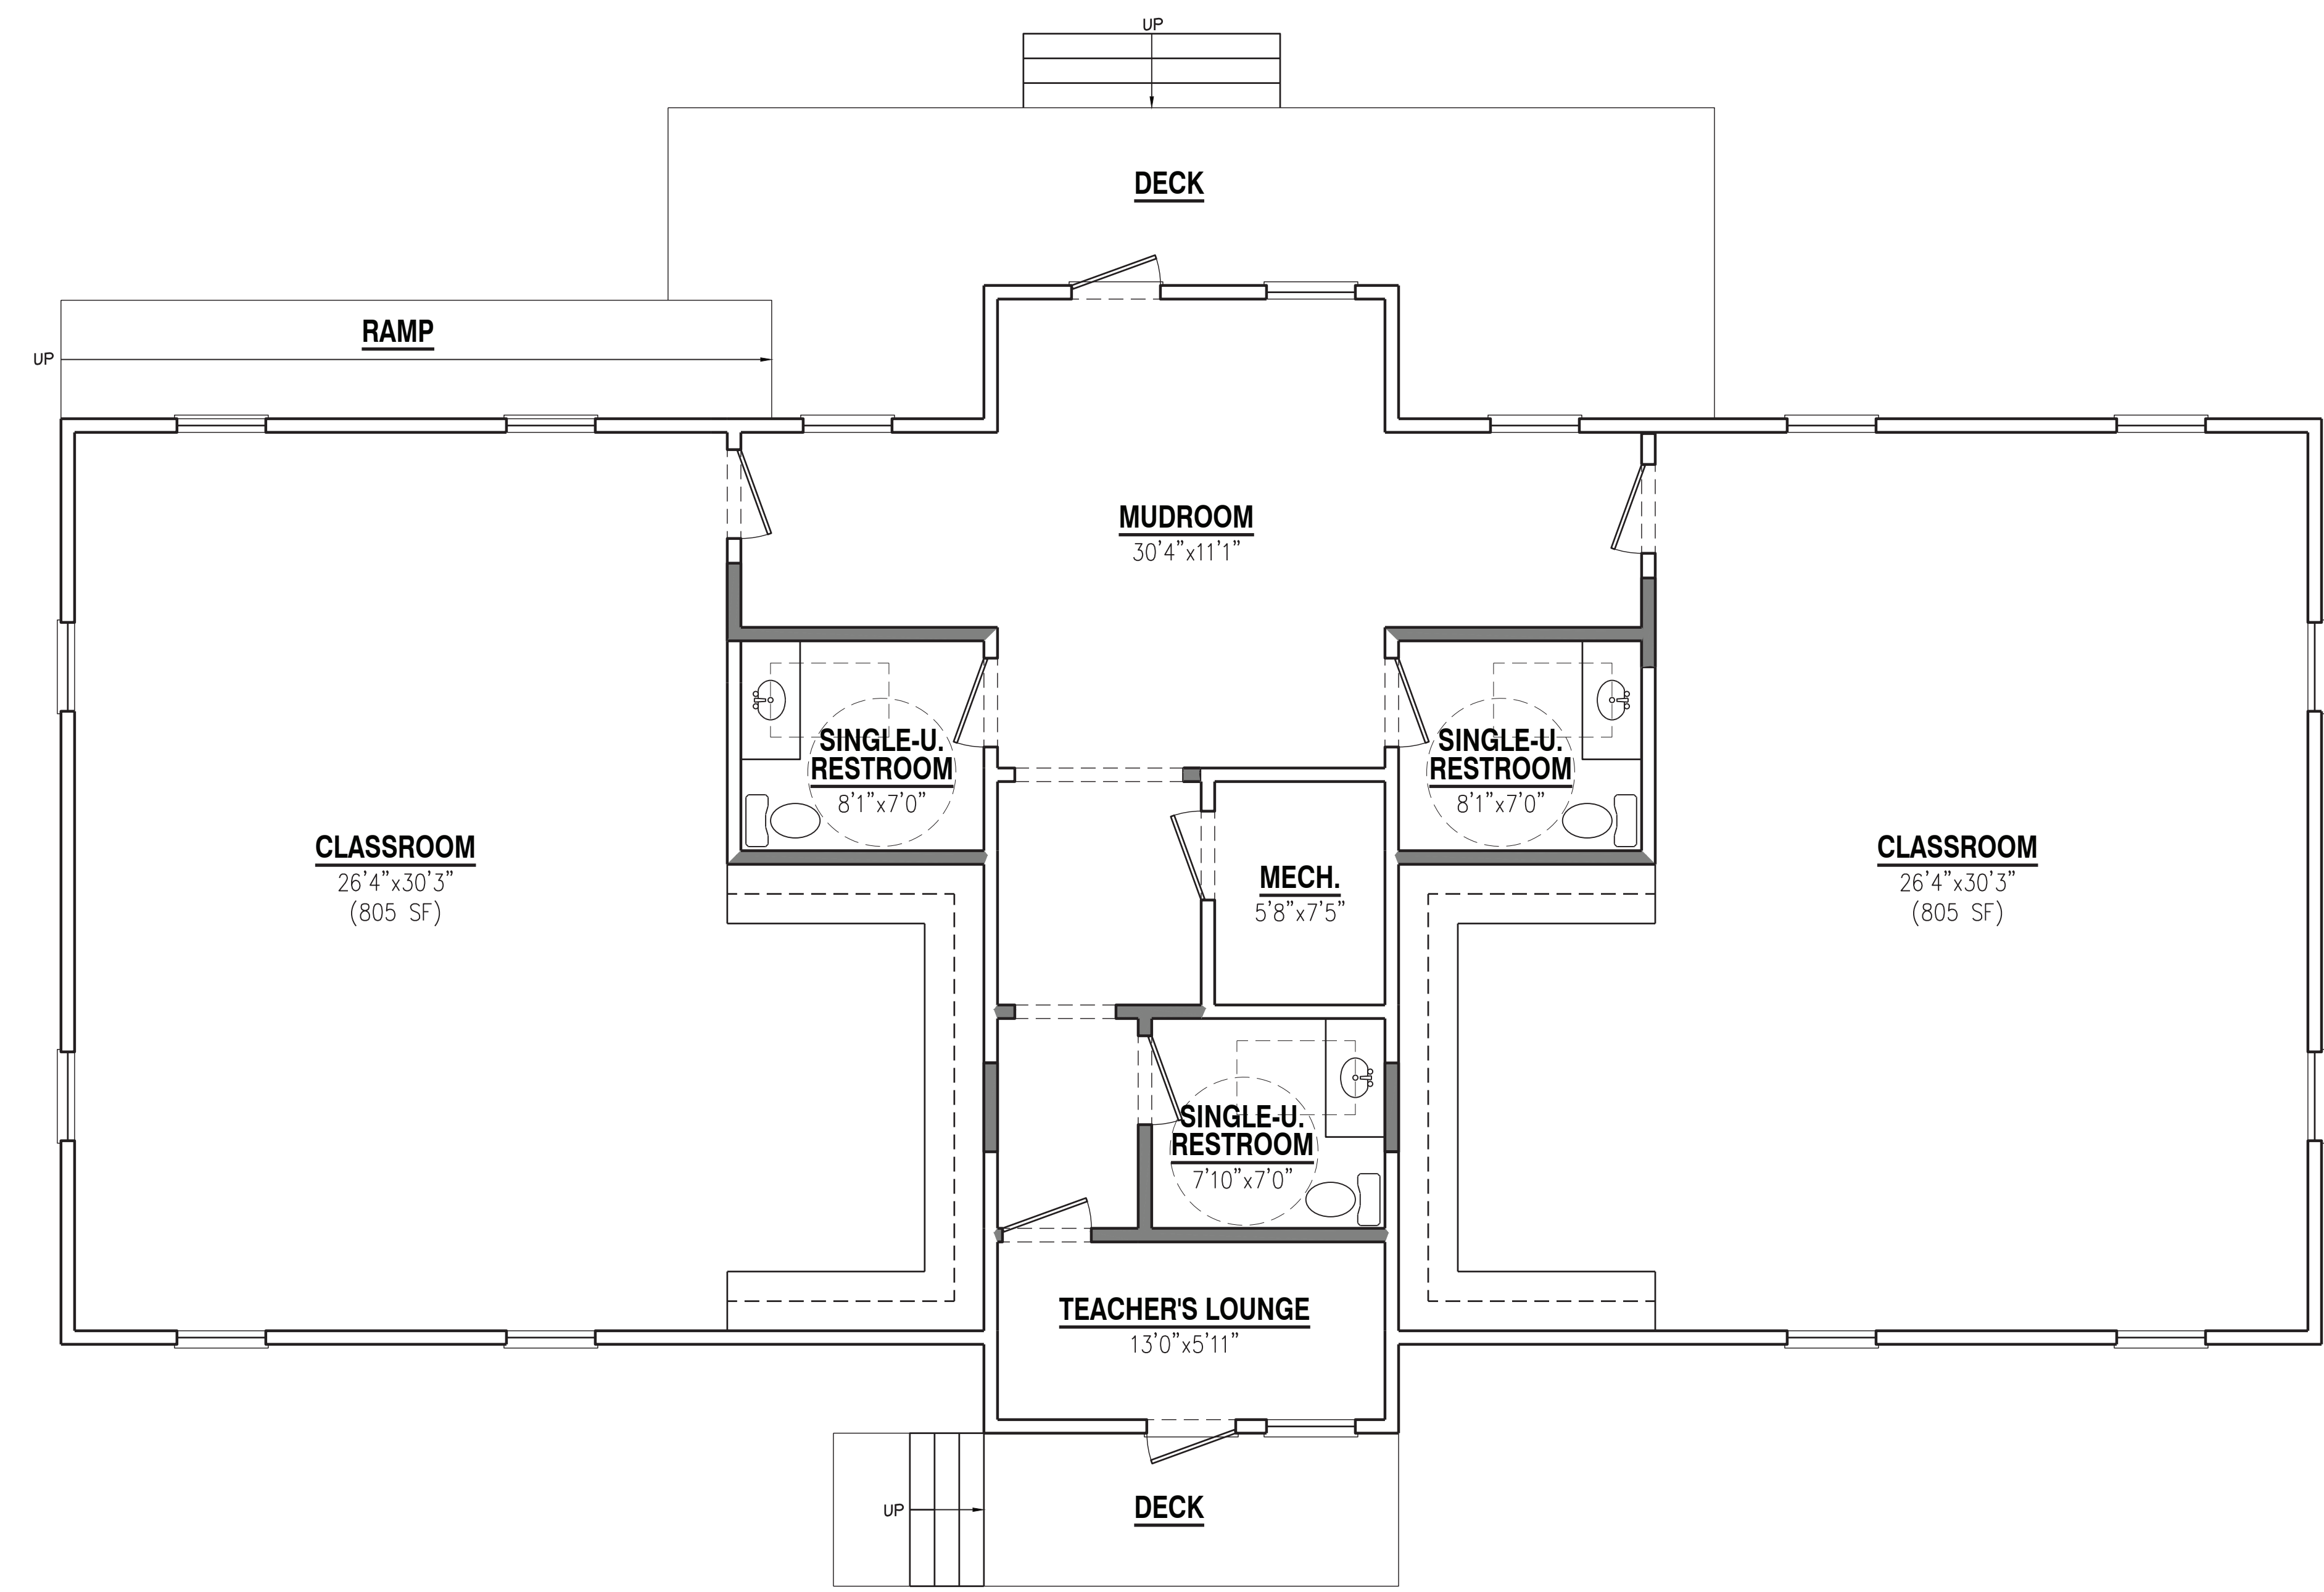 UP
DECK
RAMP
UP
MUDROOM
30'4"x11'1"
SINGLE-U.
RESTROOM
8'1"x7'0"
SINGLE-U.
RESTROOM
8'1"x7'0"
CLASSROOM
26'4"x30'3"
(805 SF)
MECH.
5'8"x7'5"
CLASSROOM
26'4"x30'3"
(805 SF)
SINGLE-U.
RESTROOM
7'10"x7'0"
TEACHER'S LOUNGE
13'0"x5'11"
UP
DECK